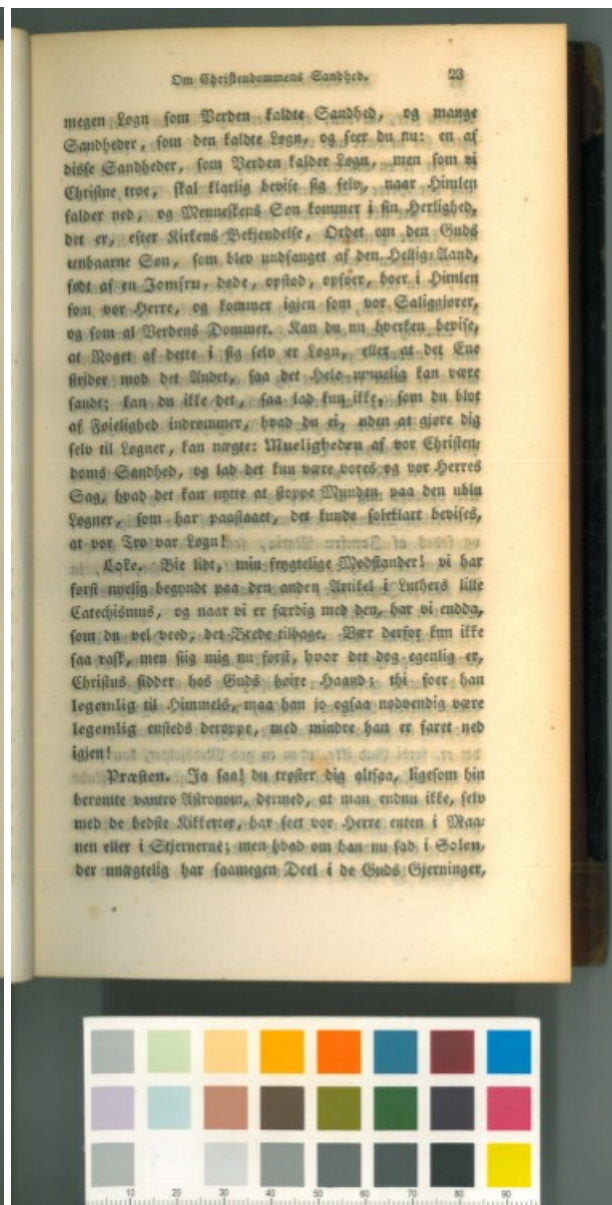 Om Christendommens Sandhed. 23
megen Løgn som Verden kaldte Sandhed, og mange
Sandheder, som den kaldte Løgn, og seer du nu: en af
disse Sandheder, som Verden kalder Løgn, men som vi
Christne troe, skal klarlig bevise sig selv, naar Himlen
falder ned, og Menneskens Søn kommer i sin Herlighed,
det er, efter Kirkens Bekjendelse, Ordet om den Guds
eenbaarne Søn, som blev undfanget af den Hellig-Aand,
født af en Jomfru, døde, opstod, opfoer, boer i Himlen
som vor Herre, og kommer igjen som vor Saliggjører,
og som al Verdens Dommer. Kan du nu hverken bevise,
at Noget af dette i sig selv er Løgn, eller at det Ene
strider mod det Andet, saa det Hele umuelig kan være
sandt; kan du ikke det, saa lad kun ikke, som du blot
af Føielighed indrømmer, hvad du ei, uden at gjøre dig
selv til Løgner, kan nægte: Mueligheden af vor Christen-
doms Sandhed, og lad det kun være vores og vor Herres
Sag, hvad det kan nytte at stoppe Munden paa den ublu
Løgner, som har paastaaet, det kunde soleklart bevises,
at vor Tro var Løgn!
Loke. Bie lidt, min frygtelige Modstander! vi har
først nyelig begyndt paa den anden Artikel i Luthers lille
Catechismus, og naar vi er færdig med den, har vi endda,
som du vel veed, det Brede tilbage. Vær derfor kun ikke
saa rask, men siig mig nu først, hvor det dog egenlig er,
Christus sidder hos Guds høire Haand; thi foer han
legemlig til Himmels, maa han jo ogsaa nødvendig være
legemlig ensteds deroppe, med mindre han er faret ned
igjen!
Præsten. Ja saa! du trøster dig altsaa, ligesom hin
berømte vantro Astronom, dermed, at man endnu ikke, selv
med de bedste Kikkerter, har seet vor Herre enten i Maa-
nen eller i Stjernerne; men hvad om han nu sad i Solen,
der unægtelig har saamegen Deel i de Guds Gjerninger,
10 20 30 40 50 60 70 80 90